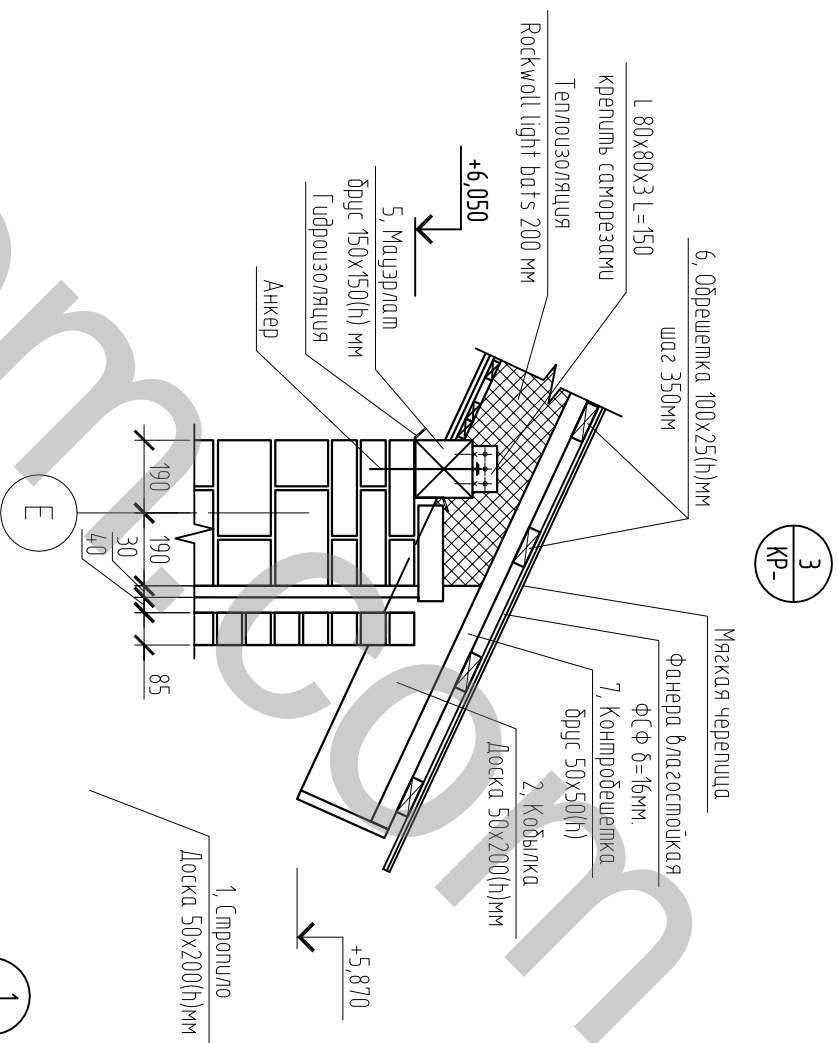 3
КР-
6, Обрешетка 100х25(h)мм
шаг 350мм
L 80х80х3 L=150
крепить саморезами
Теплоизоляция
Rockwoll light bats 200 мм
+6,050
5, Мауэрлат
брус 150х150(h) мм
Гидроизоляция
Анкер
Мягкая черепица
фанера влагостойкая
ФСФ δ=16мм.
7, Контробешетка
брус 50х50(h)
2, Кобылка
Доска 50х200(h)мм
+5,870
1, Стропило
Доска 50х200(h)мм
190
190
30
40
85
Е
1
m.com